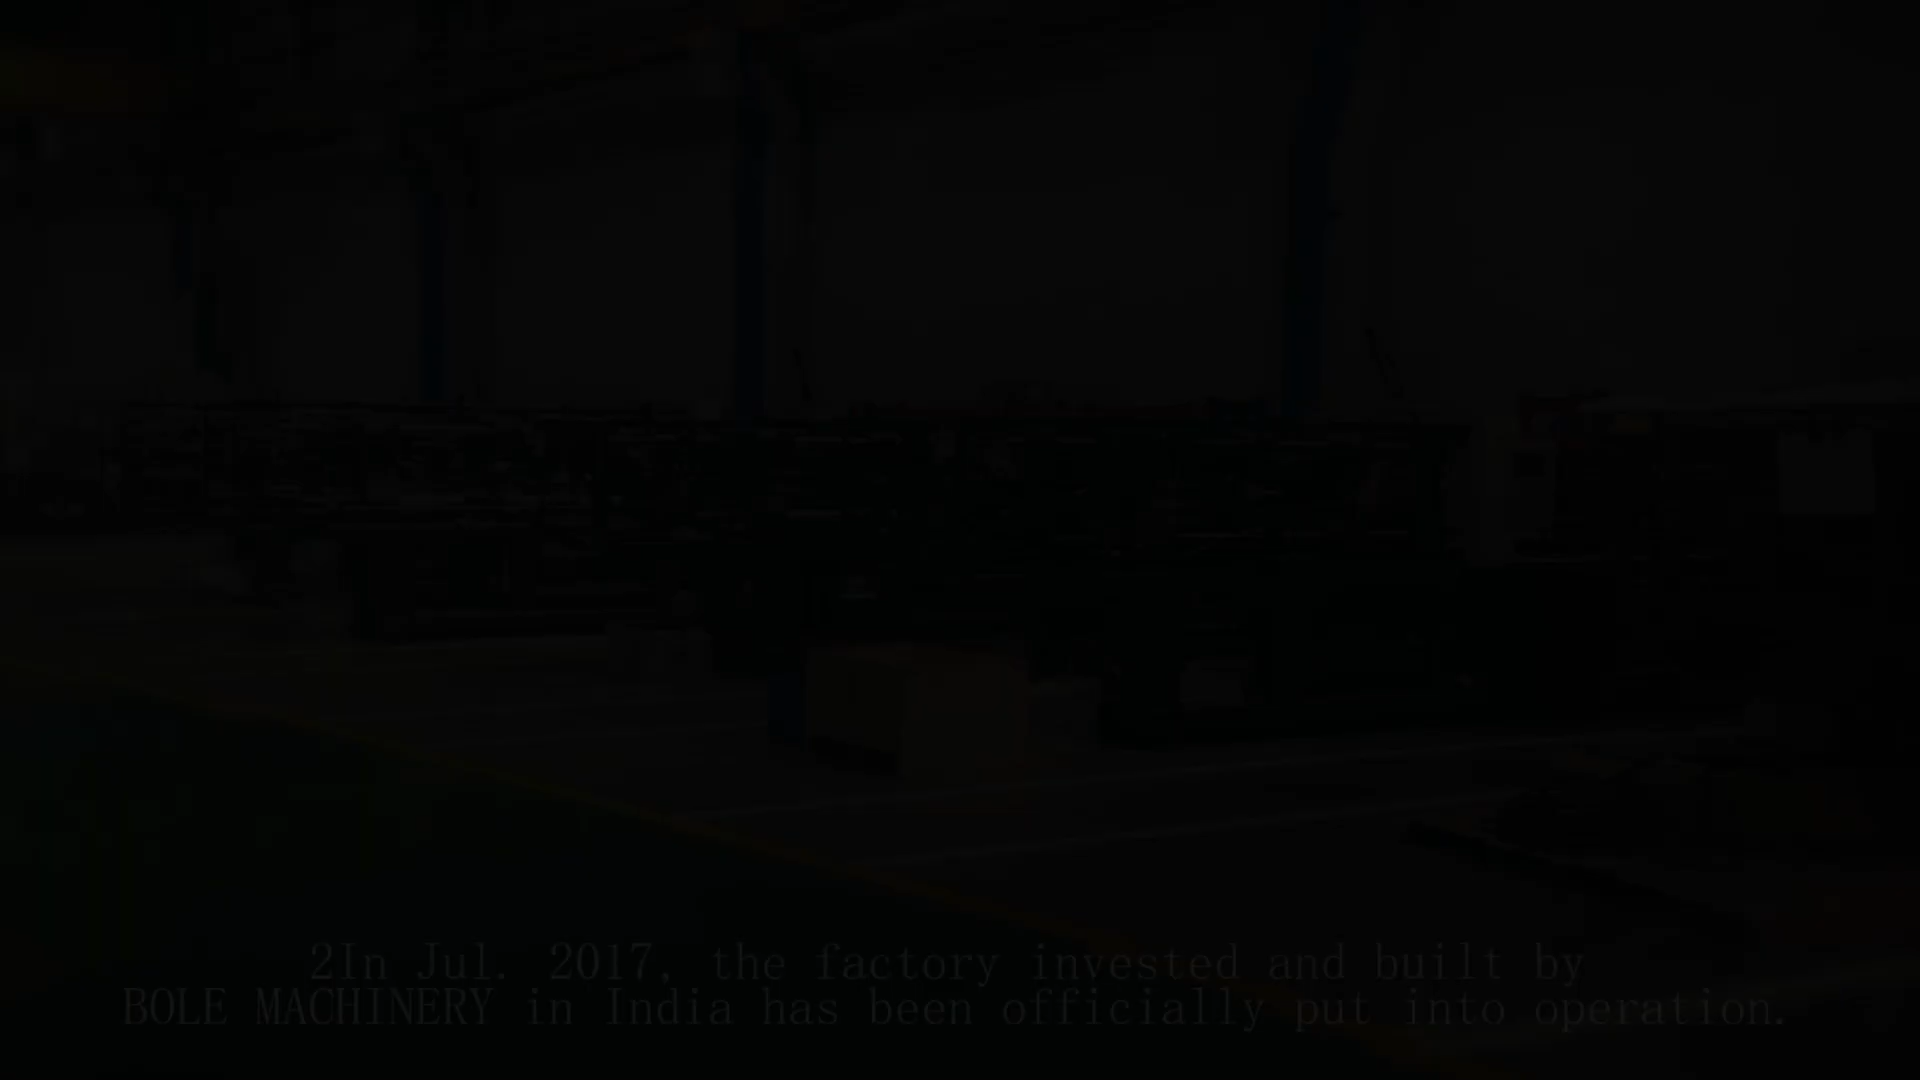 2In Jul. 2017, the factory invested and built by
BOLE MACHINERY in India has been officially put into operation.